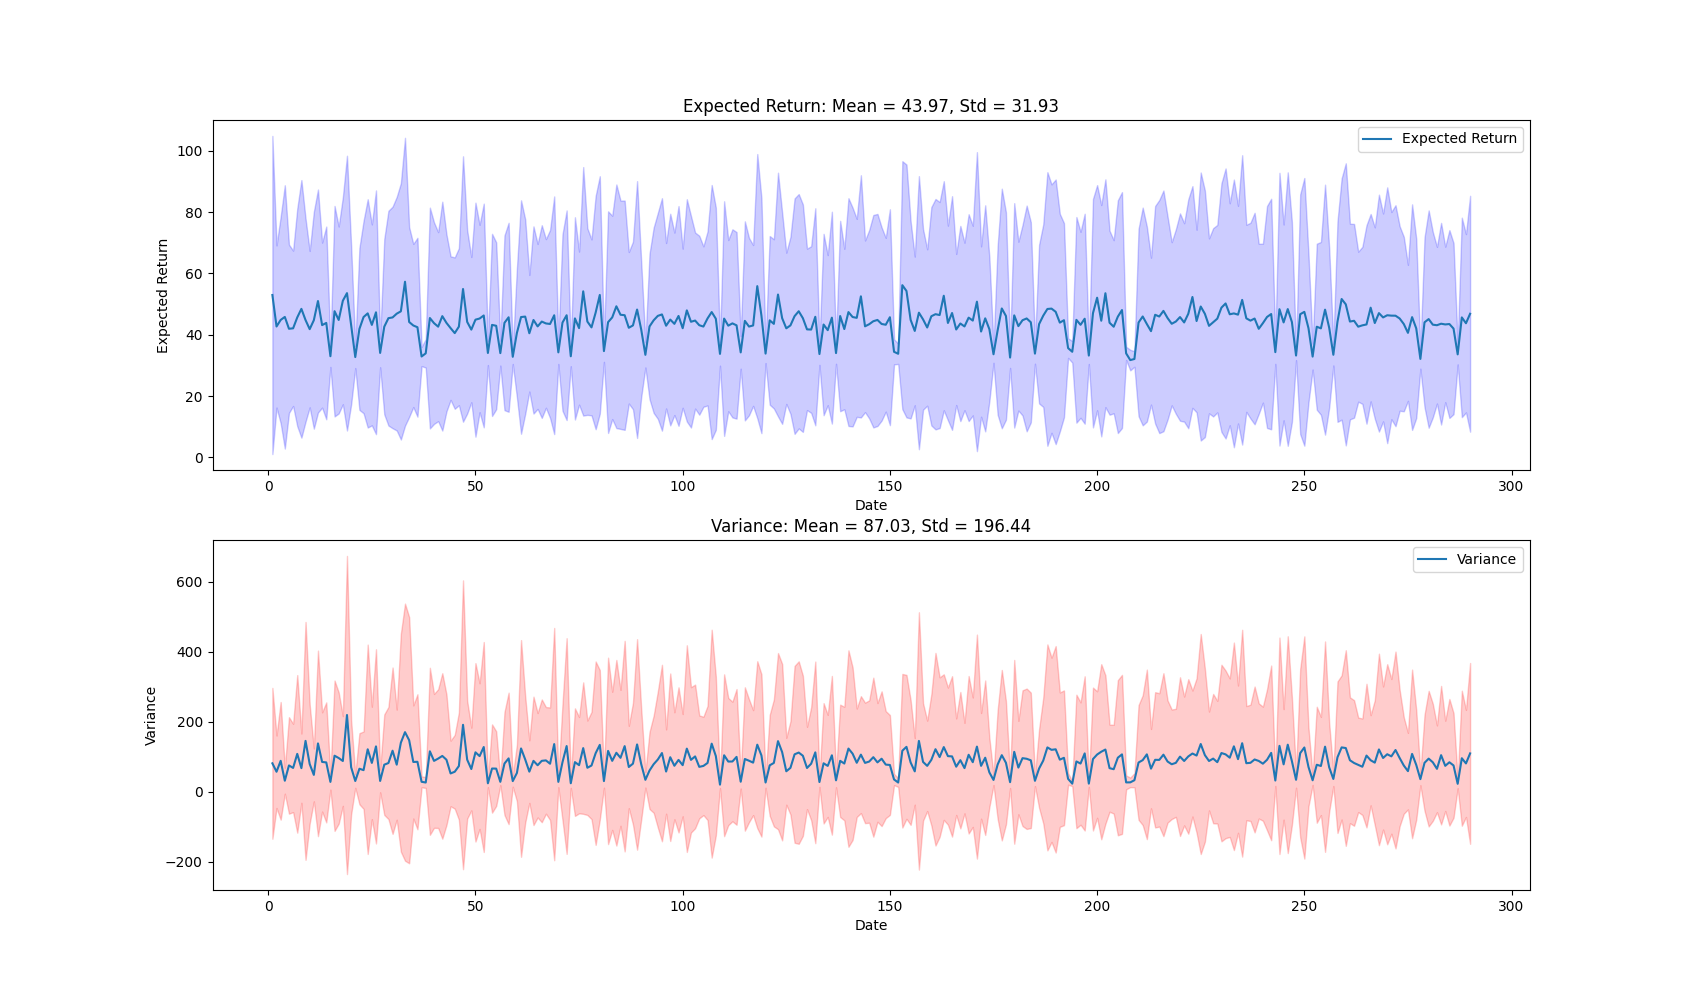 Expected Return: Mean = 43.97, Std = 31.93
Expected Return
100
80
60
40
20
0
Expected Return
0 50 100 150 200 250 300
Date
Variance: Mean = 87.03, Std = 196.44
Variance
600
400
200
0
−200
Variance
0 50 100 150 200 250 300
Date